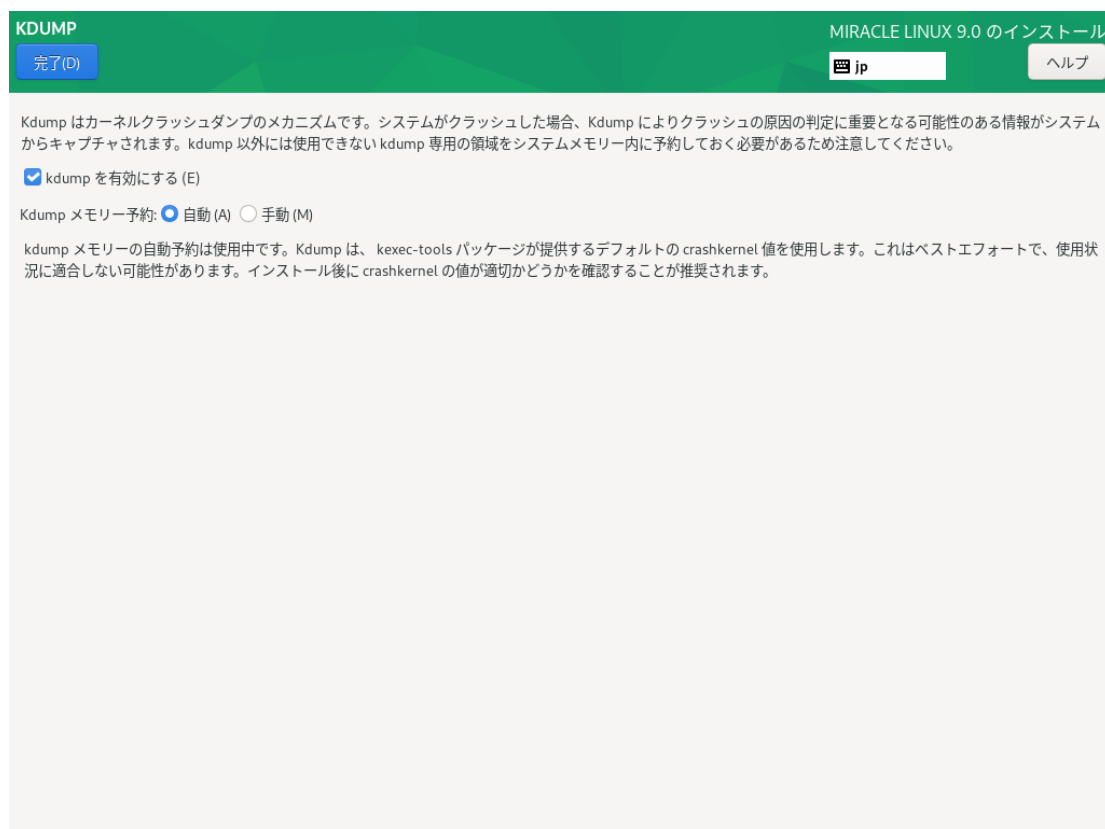 KDUMP
MIRACLE LINUX 9.0 のインストール
完了(D)
jp
ヘルプ
Kdump はカーネルクラッシュダンプのメカニズムです。システムがクラッシュした場合、Kdump によりクラッシュの原因の判定に重要となる可能性のある情報がシステム
からキャプチャされます。kdump 以外には使用できない kdump 専用の領域をシステムメモリー内に予約しておく必要があるため注意してください。
kdump を有効にする (E)
Kdump メモリー予約: 自動 (A) 手動 (M)
kdump メモリーの自動予約は使用中です。Kdump は、 kexec-tools パッケージが提供するデフォルトの crashkernel 値を使用します。これはベストエフォートで、使用状
況に適合しない可能性があります。インストール後に crashkernel の値が適切かどうかを確認することが推奨されます。